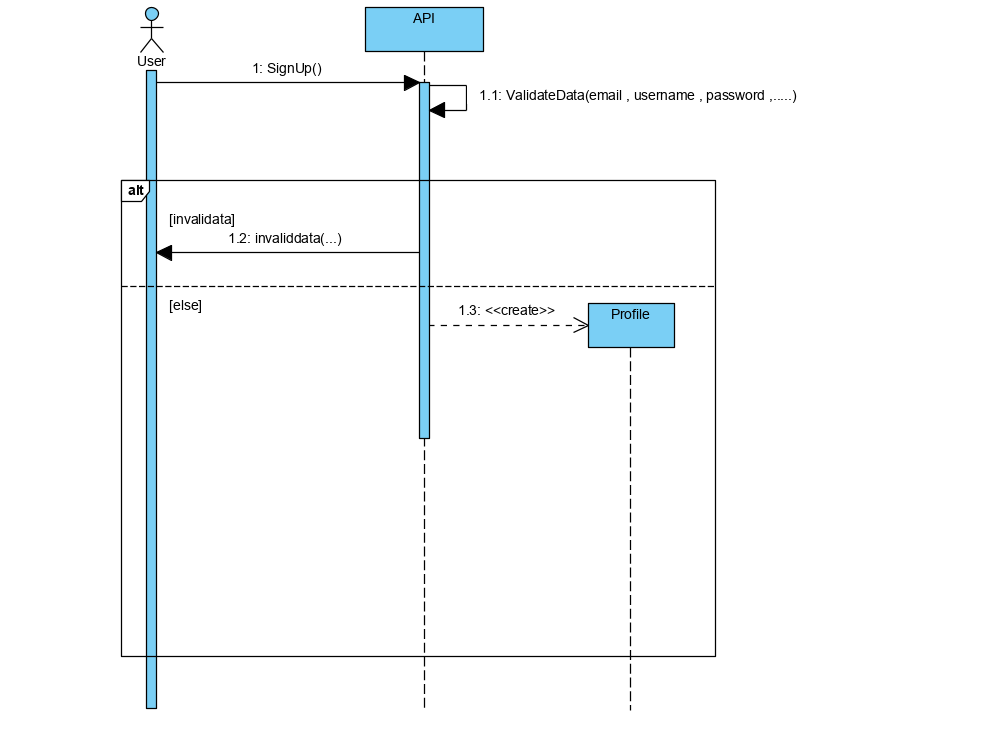 User
API
1: SignUp()
1.1: ValidateData(email , username , password ,.....)
alt
[invalidata]
1.2: invaliddata(...)
[else]
1.3: <<create>>
Profile